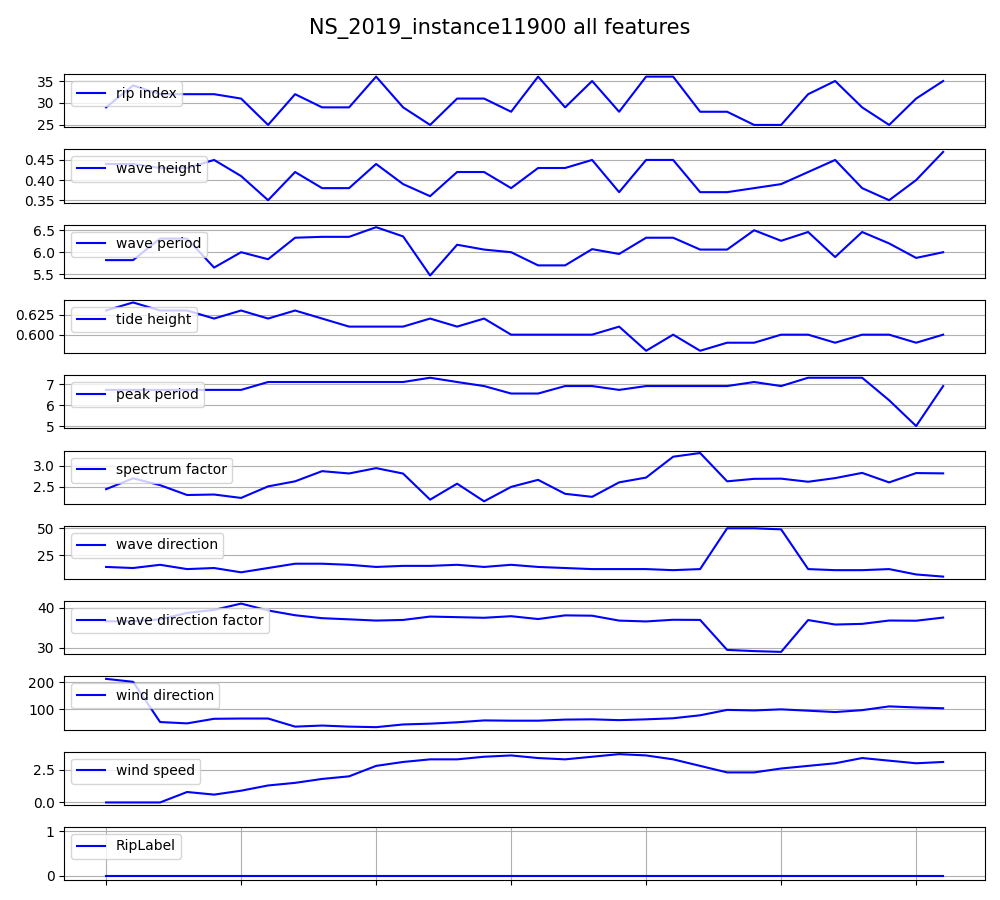 NS_2019_instance11900 all features
35
30
25
rip index
0.45
0.40
0.35
wave height
6.5
6.0
5.5
wave period
0.625
0.600
tide height
7
6
5
peak period
3.0
2.5
spectrum factor
50
25
wave direction
40
30
wave direction factor
200
100
wind direction
2.5
0.0
wind speed
1
0
RipLabel